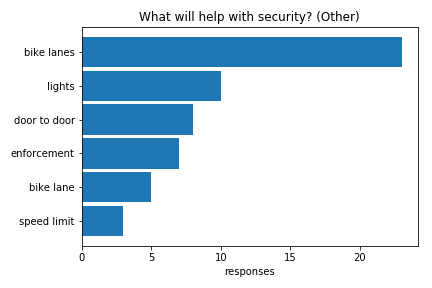 What will help with security? (Other)
bike lanes
lights
door to door
enforcement
bike lane
speed limit
0 5 10 15 20
responses